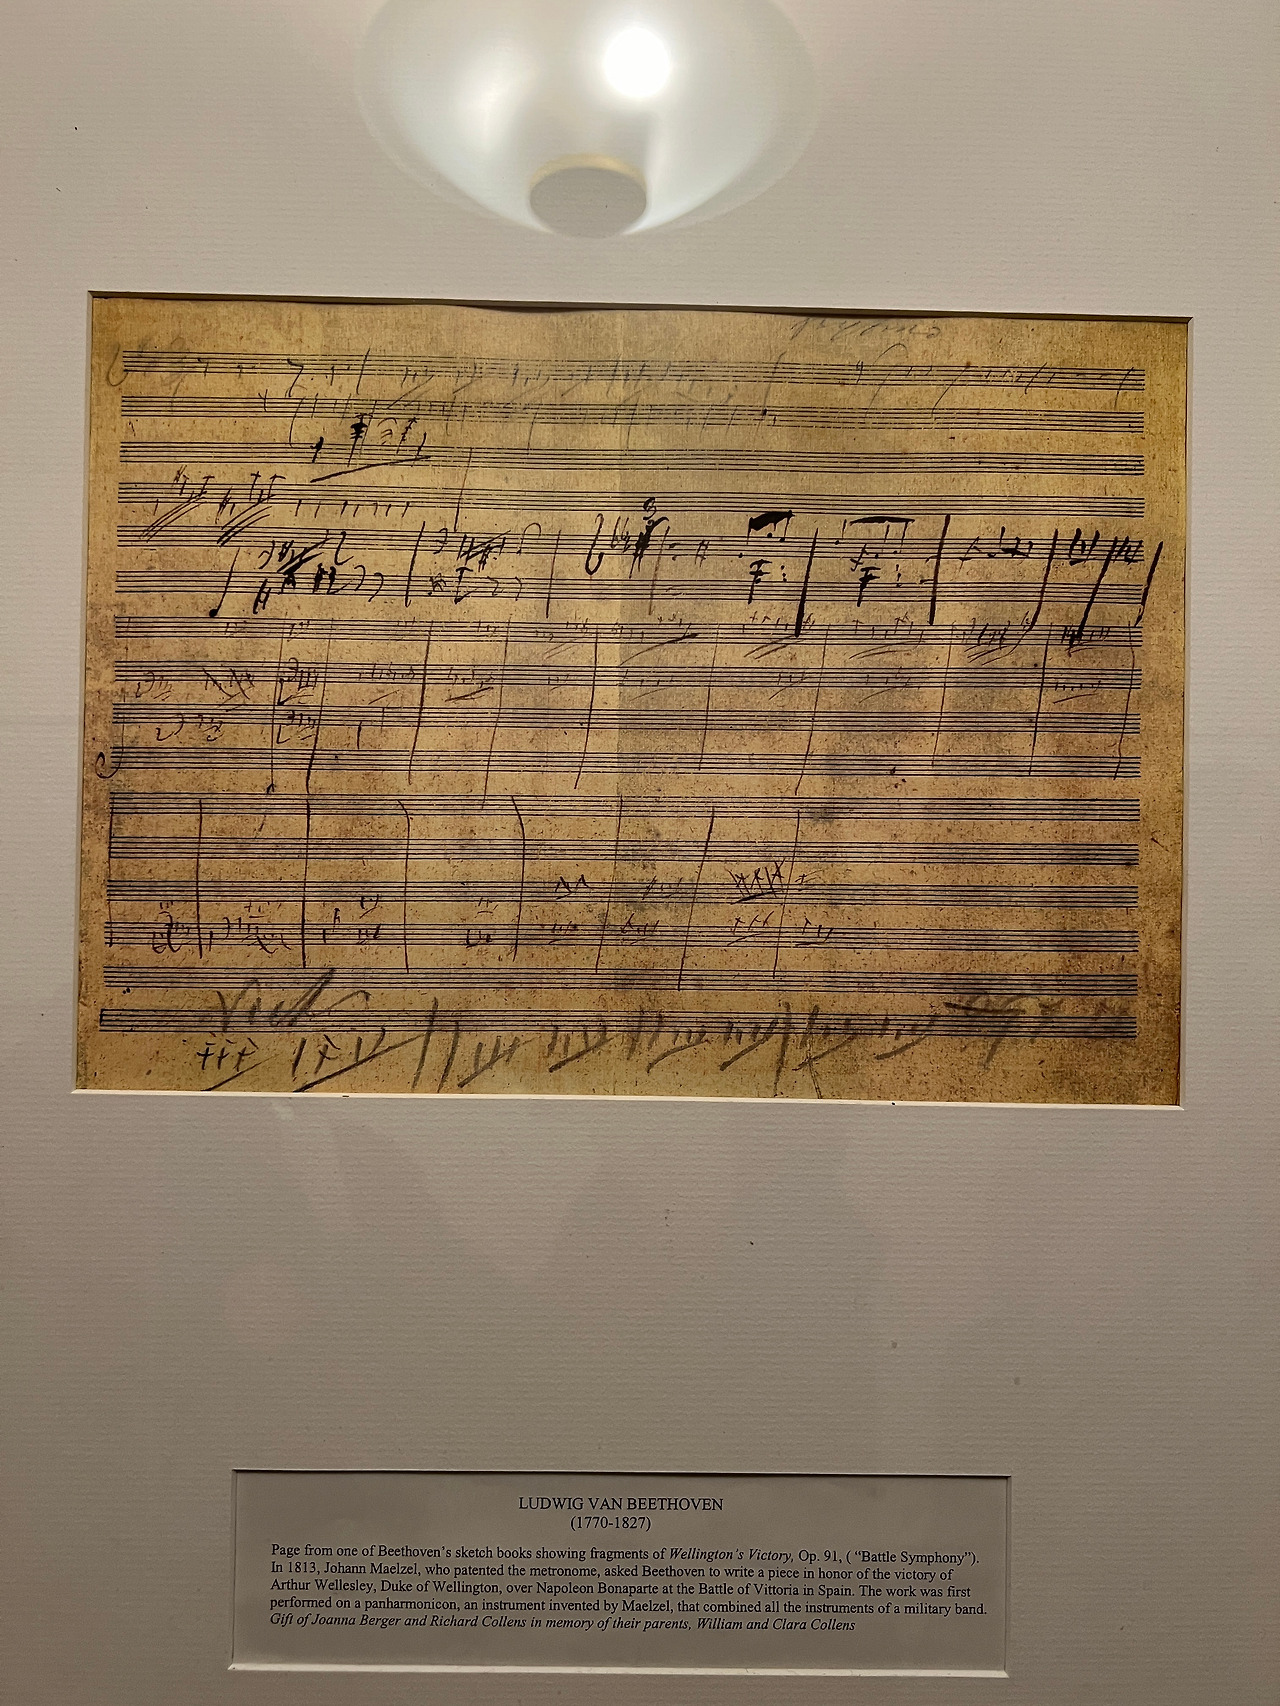 LUDWIG VAN BEETHOVEN
(1770-1827)
Page from one of Beethoven's sketch books showing fragments of Wellington's Victory, Op. 91, ( “Battle Symphony”).
In 1813, Johann Maelzel, who patented the metronome, asked Beethoven to write a piece in honor of the victory of
Arthur Wellesley, Duke of Wellington, over Napoleon Bonaparte at the Battle of Vittoria in Spain. The work was first
performed on a panharmonicon, an instrument invented by Maelzel, that combined all the instruments of a military band.
Gift of Joanna Berger and Richard Collens in memory of their parents, William and Clara Collens